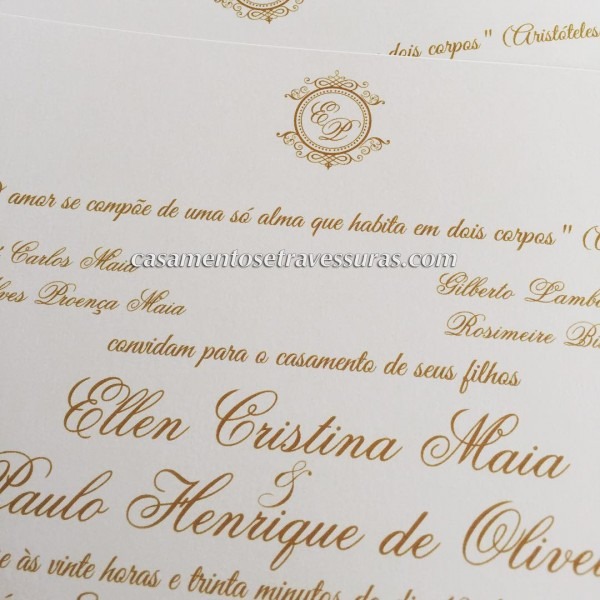 dois corpos" (Aristóteles
EP
amor se compõe de uma só alma que habita em dois corpos" (
Carlos Maia
Gilberto
Proença Maia
Rosimeire
casamentosetravessuras.com
convidam para o casamento de seus filhos
Ellen Cristina Maia
&
Paulo Henrique de
às vinte horas e trinta minutos